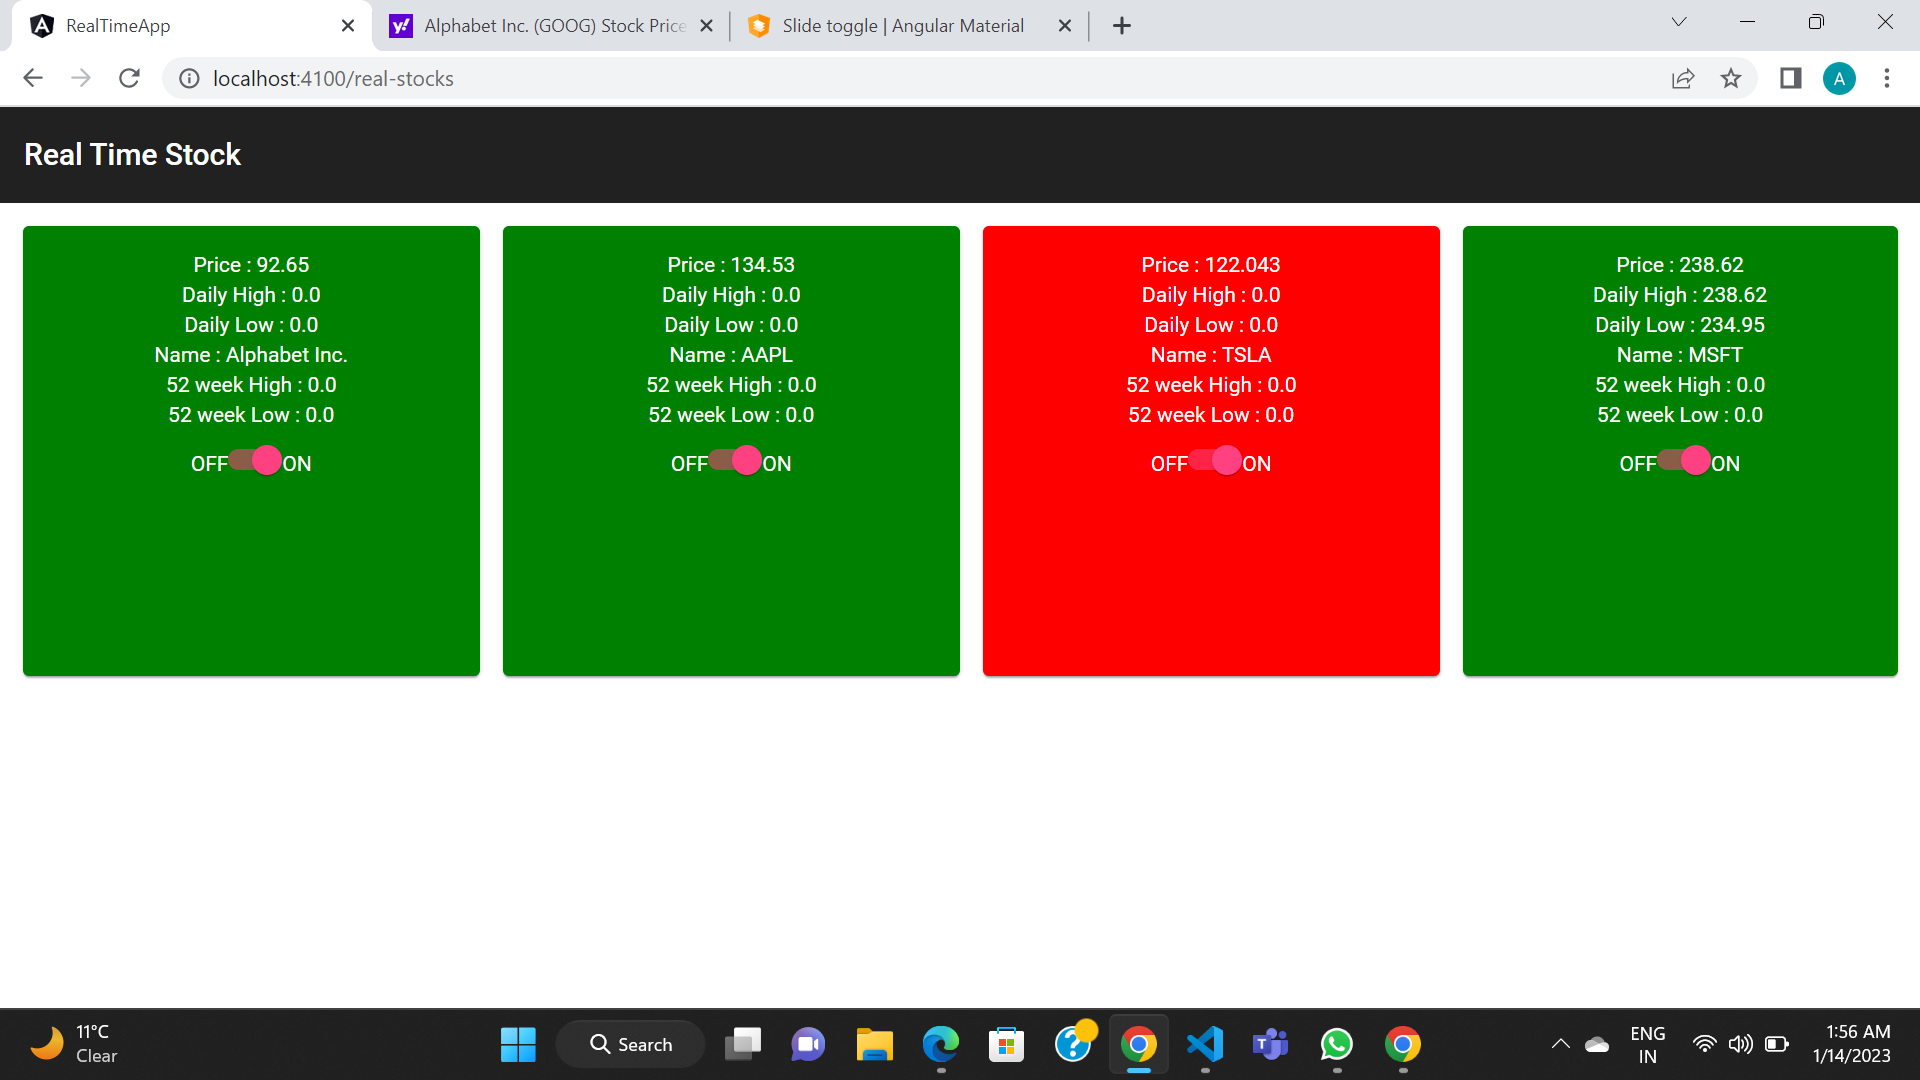 RealTimeApp
Alphabet Inc. (GOOG) Stock Price
Slide toggle | Angular Material
localhost:4100/real-stocks
A
Real Time Stock
Price : 92.65
Daily High : 0.0
Daily Low : 0.0
Name : Alphabet Inc.
52 week High : 0.0
52 week Low : 0.0
OFF ON
Price : 134.53
Daily High : 0.0
Daily Low : 0.0
Name : AAPL
52 week High : 0.0
52 week Low : 0.0
OFF ON
Price : 122.043
Daily High : 0.0
Daily Low : 0.0
Name : TSLA
52 week High : 0.0
52 week Low : 0.0
OFF ON
Price : 238.62
Daily High : 238.62
Daily Low : 234.95
Name : MSFT
52 week High : 0.0
52 week Low : 0.0
OFF ON
11°C
Clear
Search
ENG
IN
1:56 AM
1/14/2023